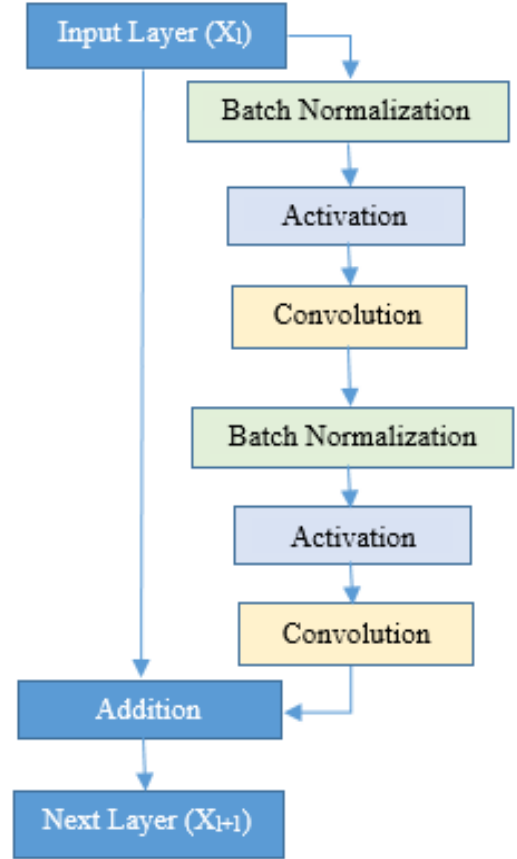 Input Layer (Xl)
Batch Normalization
Activation
Convolution
Batch Normalization
Activation
Convolution
Addition
Next Layer (Xl+1)